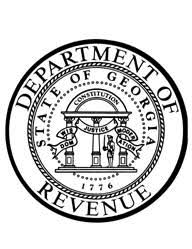 DEPARTMENT OF
STATE OF GEORGIA
CONSTITUTION
WISDOM JUSTICE MODERATION
1776
REVENUE